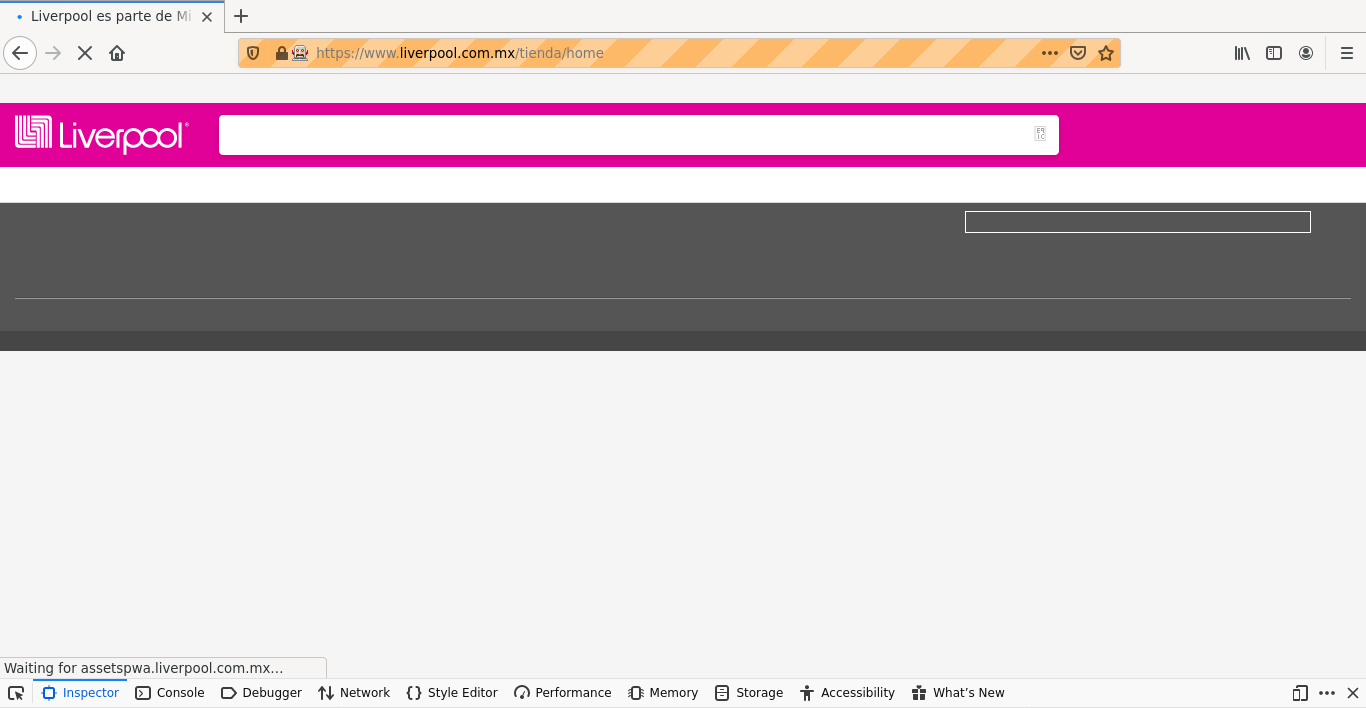 Liverpool es parte de Mi
https://www.liverpool.com.mx/tienda/home
Liverpool®
Waiting for assetspwa.liverpool.com.mx…
Inspector Console Debugger Network Style Editor Performance Memory Storage Accessibility What's New